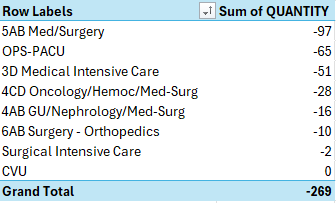 Row Labels Sum of QUANTITY
5AB Med/Surgery -97
OPS-PACU -65
3D Medical Intensive Care -51
4CD Oncology/Hemoc/Med-Surg -28
4AB GU/Nephrology/Med-Surg -16
6AB Surgery - Orthopedics -10
Surgical Intensive Care -2
CVU 0
Grand Total -269